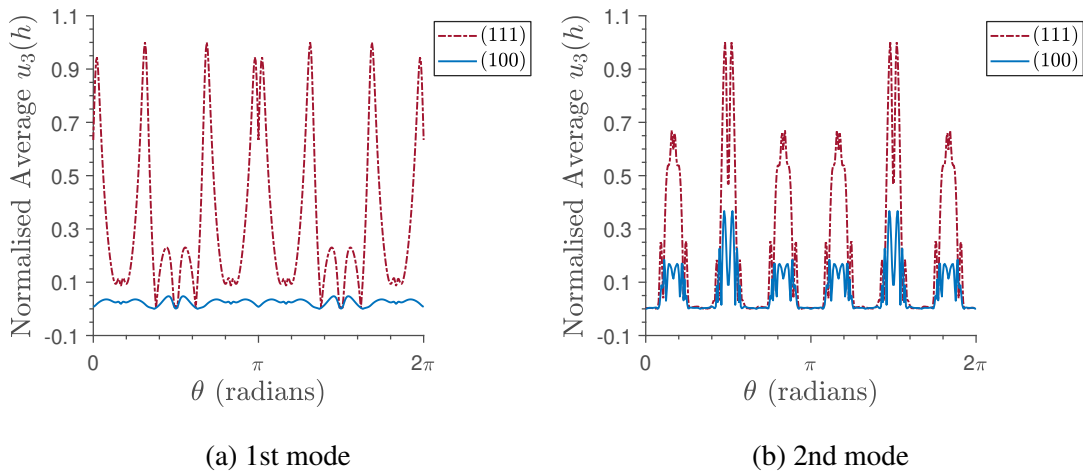 1.1
0.9
0.7
0.5
0.3
0.1
-0.1
Normalised Average u₃(h)
0
π
2π
θ (radians)
(111)
(100)
(a) 1st mode
1.1
0.9
0.7
0.5
0.3
0.1
-0.1
Normalised Average u₃(h)
0
π
2π
θ (radians)
(111)
(100)
(b) 2nd mode